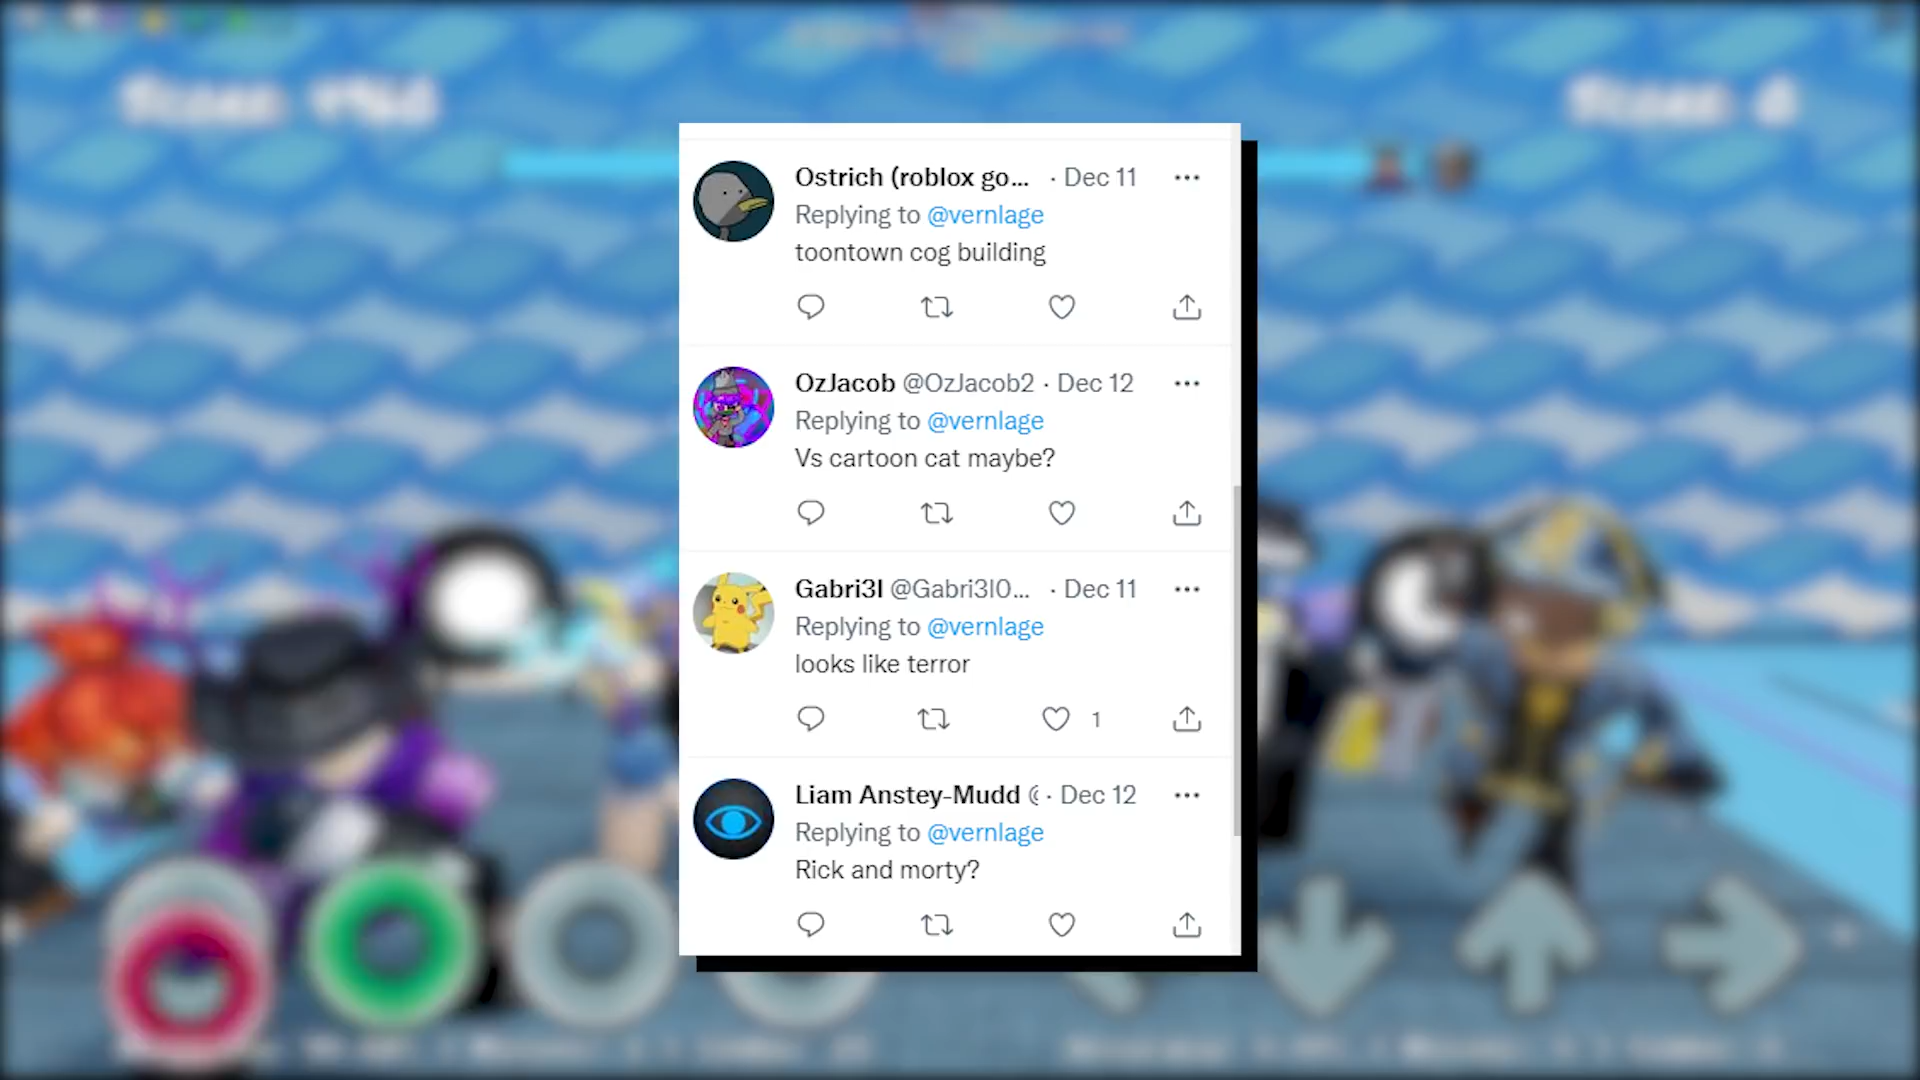 Ostrich (roblox go... · Dec 11
Replying to @vernlage
toontown cog building
OzJacob @OzJacob2 · Dec 12
Replying to @vernlage
Vs cartoon cat maybe?
Gabri3l @Gabri3l0... · Dec 11
Replying to @vernlage
looks like terror
1
Liam Anstey-Mudd · Dec 12
Replying to @vernlage
Rick and morty?